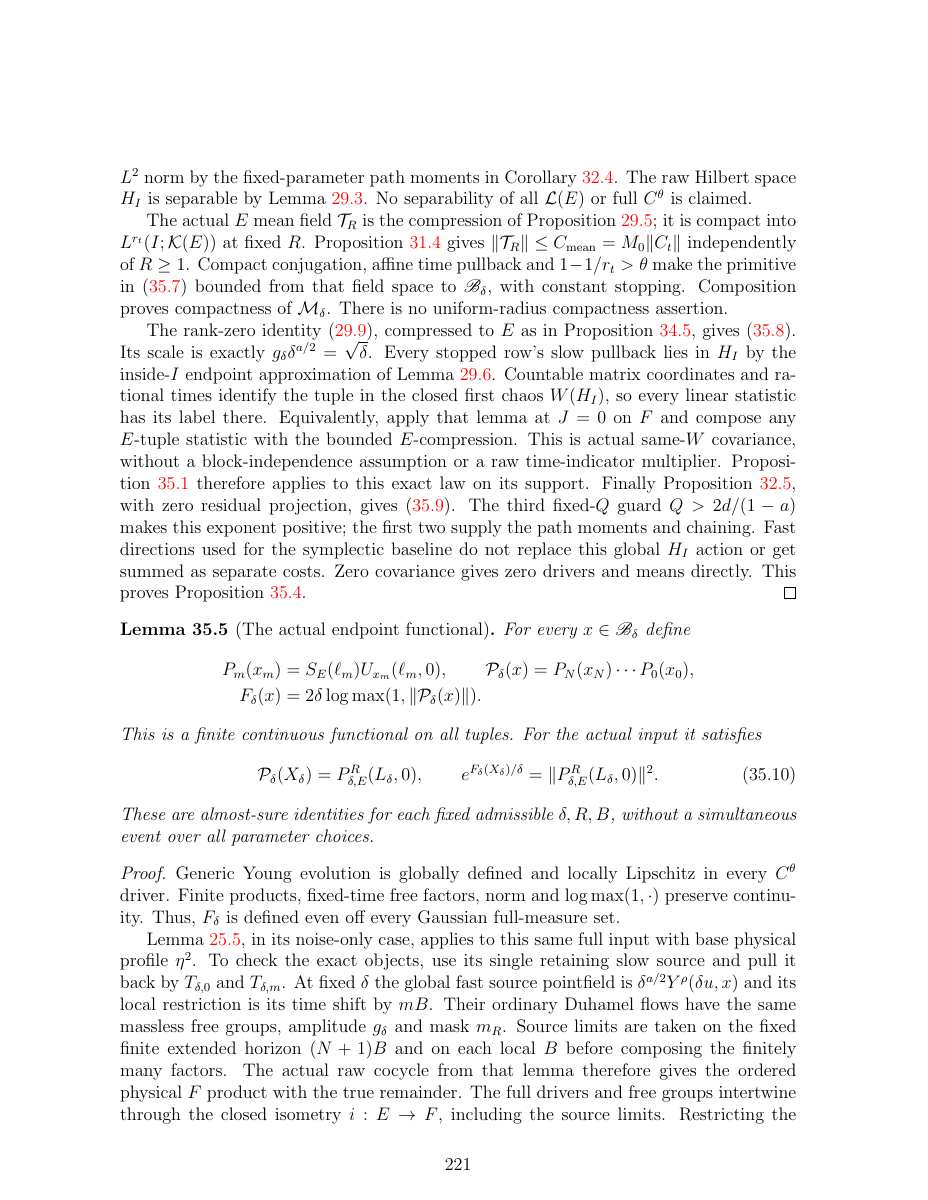 L² norm by the fixed-parameter path moments in Corollary 32.4. The raw Hilbert space
H_I is separable by Lemma 29.3. No separability of all ℒ(E) or full C^θ is claimed.
The actual E mean field 𝒯_R is the compression of Proposition 29.5; it is compact into
L^{r_t}(I; 𝒦(E)) at fixed R. Proposition 31.4 gives ‖𝒯_R‖ ≤ C_mean = M_0‖C_t‖ independently
of R ≥ 1. Compact conjugation, affine time pullback and 1−1/r_t > θ make the primitive
in (35.7) bounded from that field space to ℬ_δ, with constant stopping. Composition
proves compactness of ℳ_δ. There is no uniform-radius compactness assertion.
The rank-zero identity (29.9), compressed to E as in Proposition 34.5, gives (35.8).
Its scale is exactly g_δδ^{a/2} = √δ. Every stopped row's slow pullback lies in H_I by the
inside-I endpoint approximation of Lemma 29.6. Countable matrix coordinates and ra-
tional times identify the tuple in the closed first chaos W(H_I), so every linear statistic
has its label there. Equivalently, apply that lemma at J = 0 on F and compose any
E-tuple statistic with the bounded E-compression. This is actual same-W covariance,
without a block-independence assumption or a raw time-indicator multiplier. Proposi-
tion 35.1 therefore applies to this exact law on its support. Finally Proposition 32.5,
with zero residual projection, gives (35.9). The third fixed-Q guard Q > 2d/(1 − a)
makes this exponent positive; the first two supply the path moments and chaining. Fast
directions used for the symplectic baseline do not replace this global H_I action or get
summed as separate costs. Zero covariance gives zero drivers and means directly. This
proves Proposition 35.4. □
Lemma 35.5 (The actual endpoint functional). For every x ∈ ℬ_δ define
P_m(x_m) = S_E(ℓ_m)U_{x_m}(ℓ_m, 0), 𝒫_δ(x) = P_N(x_N) ··· P_0(x_0),
F_δ(x) = 2δ log max(1, ‖𝒫_δ(x)‖).
This is a finite continuous functional on all tuples. For the actual input it satisfies
𝒫_δ(X_δ) = P^R_{δ,E}(L_δ, 0), e^{F_δ(X_δ)/δ} = ‖P^R_{δ,E}(L_δ, 0)‖². (35.10)
These are almost-sure identities for each fixed admissible δ, R, B, without a simultaneous
event over all parameter choices.
Proof. Generic Young evolution is globally defined and locally Lipschitz in every C^θ
driver. Finite products, fixed-time free factors, norm and log max(1, ·) preserve continu-
ity. Thus, F_δ is defined even off every Gaussian full-measure set.
Lemma 25.5, in its noise-only case, applies to this same full input with base physical
profile η². To check the exact objects, use its single retaining slow source and pull it
back by T_{δ,0} and T_{δ,m}. At fixed δ the global fast source pointfield is δ^{a/2}Y^ρ(δu, x) and its
local restriction is its time shift by mB. Their ordinary Duhamel flows have the same
massless free groups, amplitude g_δ and mask m_R. Source limits are taken on the fixed
finite extended horizon (N + 1)B and on each local B before composing the finitely
many factors. The actual raw cocycle from that lemma therefore gives the ordered
physical F product with the true remainder. The full drivers and free groups intertwine
through the closed isometry i : E → F, including the source limits. Restricting the
221